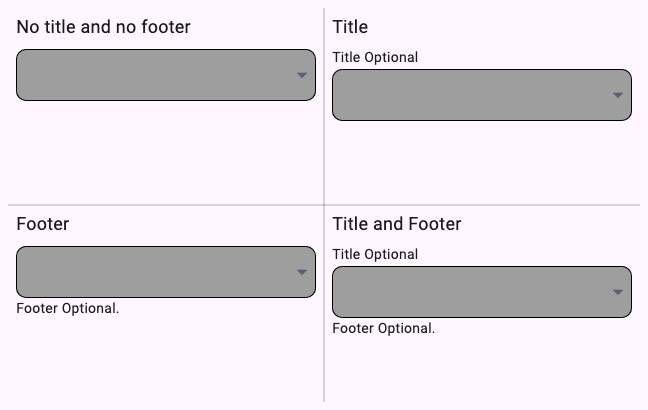 No title and no footer
Title
Title Optional
Footer
Footer Optional.
Title and Footer
Title Optional
Footer Optional.